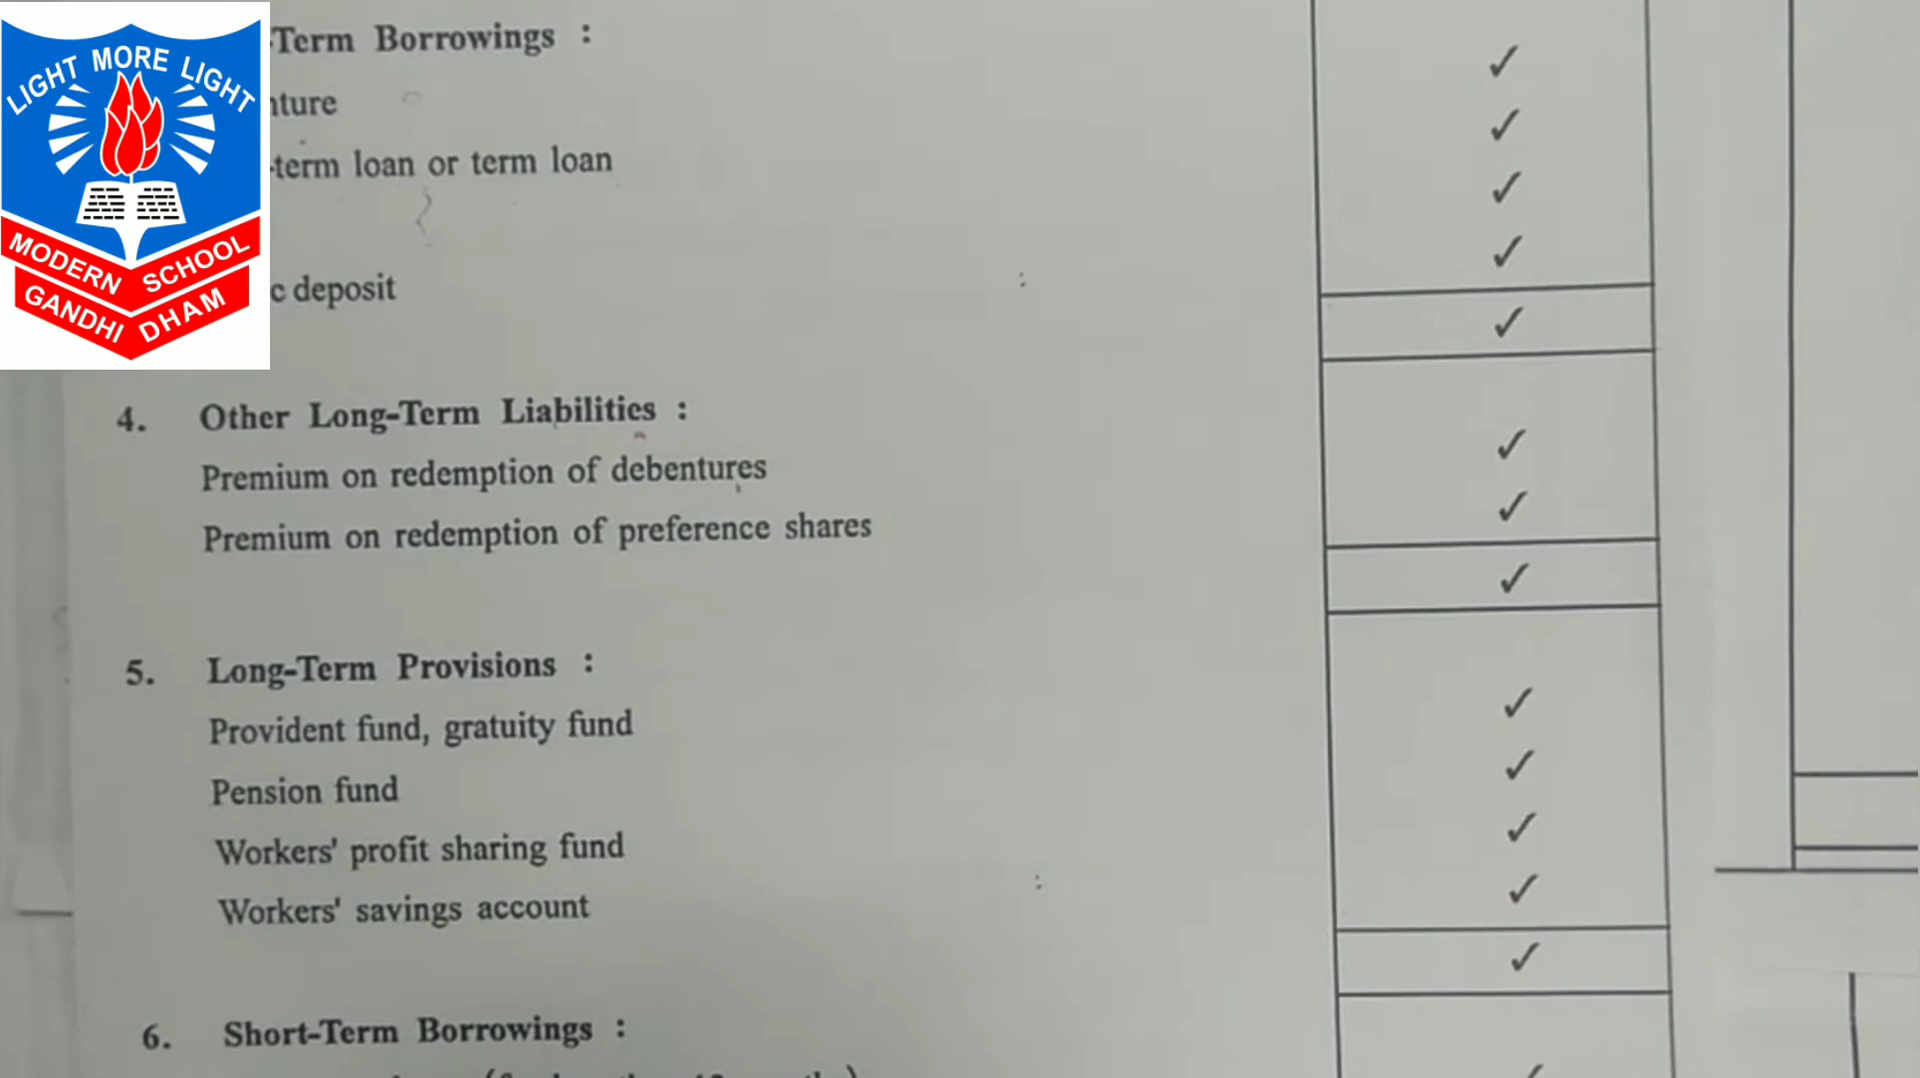 LIGHT MORE LIGHT
MODERN SCHOOL
GANDHI DHAM
-Term Borrowings :
nture
-term loan or term loan
c deposit
4. Other Long-Term Liabilities :
Premium on redemption of debentures
Premium on redemption of preference shares
5. Long-Term Provisions :
Provident fund, gratuity fund
Pension fund
Workers' profit sharing fund
Workers' savings account
6. Short-Term Borrowings :